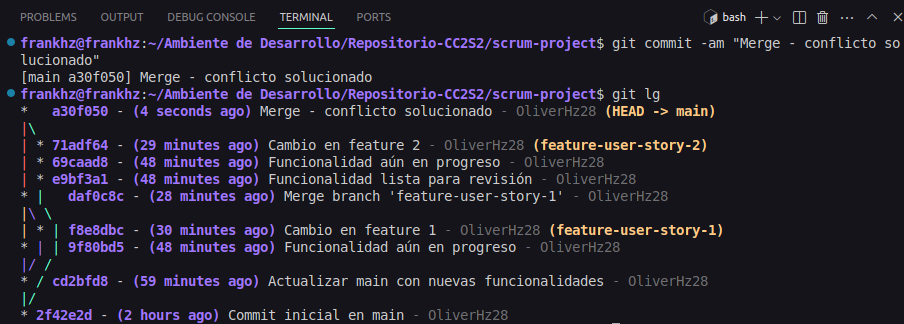 PROBLEMS OUTPUT DEBUG CONSOLE TERMINAL PORTS bash
frankhz@frankhz:~/Ambiente de Desarrollo/Repositorio-CC2S2/scrum-project$ git commit -am "Merge - conflicto so
lucionado"
[main a30f050] Merge - conflicto solucionado
frankhz@frankhz:~/Ambiente de Desarrollo/Repositorio-CC2S2/scrum-project$ git lg
*   a30f050 - (4 seconds ago) Merge - conflicto solucionado - OliverHz28 (HEAD -> main)
|\
| * 71adf64 - (29 minutes ago) Cambio en feature 2 - OliverHz28 (feature-user-story-2)
| * 69caad8 - (48 minutes ago) Funcionalidad aún en progreso - OliverHz28
| * e9bf3a1 - (48 minutes ago) Funcionalidad lista para revisión - OliverHz28
* |   daf0c8c - (28 minutes ago) Merge branch 'feature-user-story-1' - OliverHz28
|\ \
| * | f8e8dbc - (30 minutes ago) Cambio en feature 1 - OliverHz28 (feature-user-story-1)
* | | 9f80bd5 - (48 minutes ago) Funcionalidad aún en progreso - OliverHz28
|/ /
* / cd2bfd8 - (59 minutes ago) Actualizar main con nuevas funcionalidades - OliverHz28
|/
* 2f42e2d - (2 hours ago) Commit inicial en main - OliverHz28